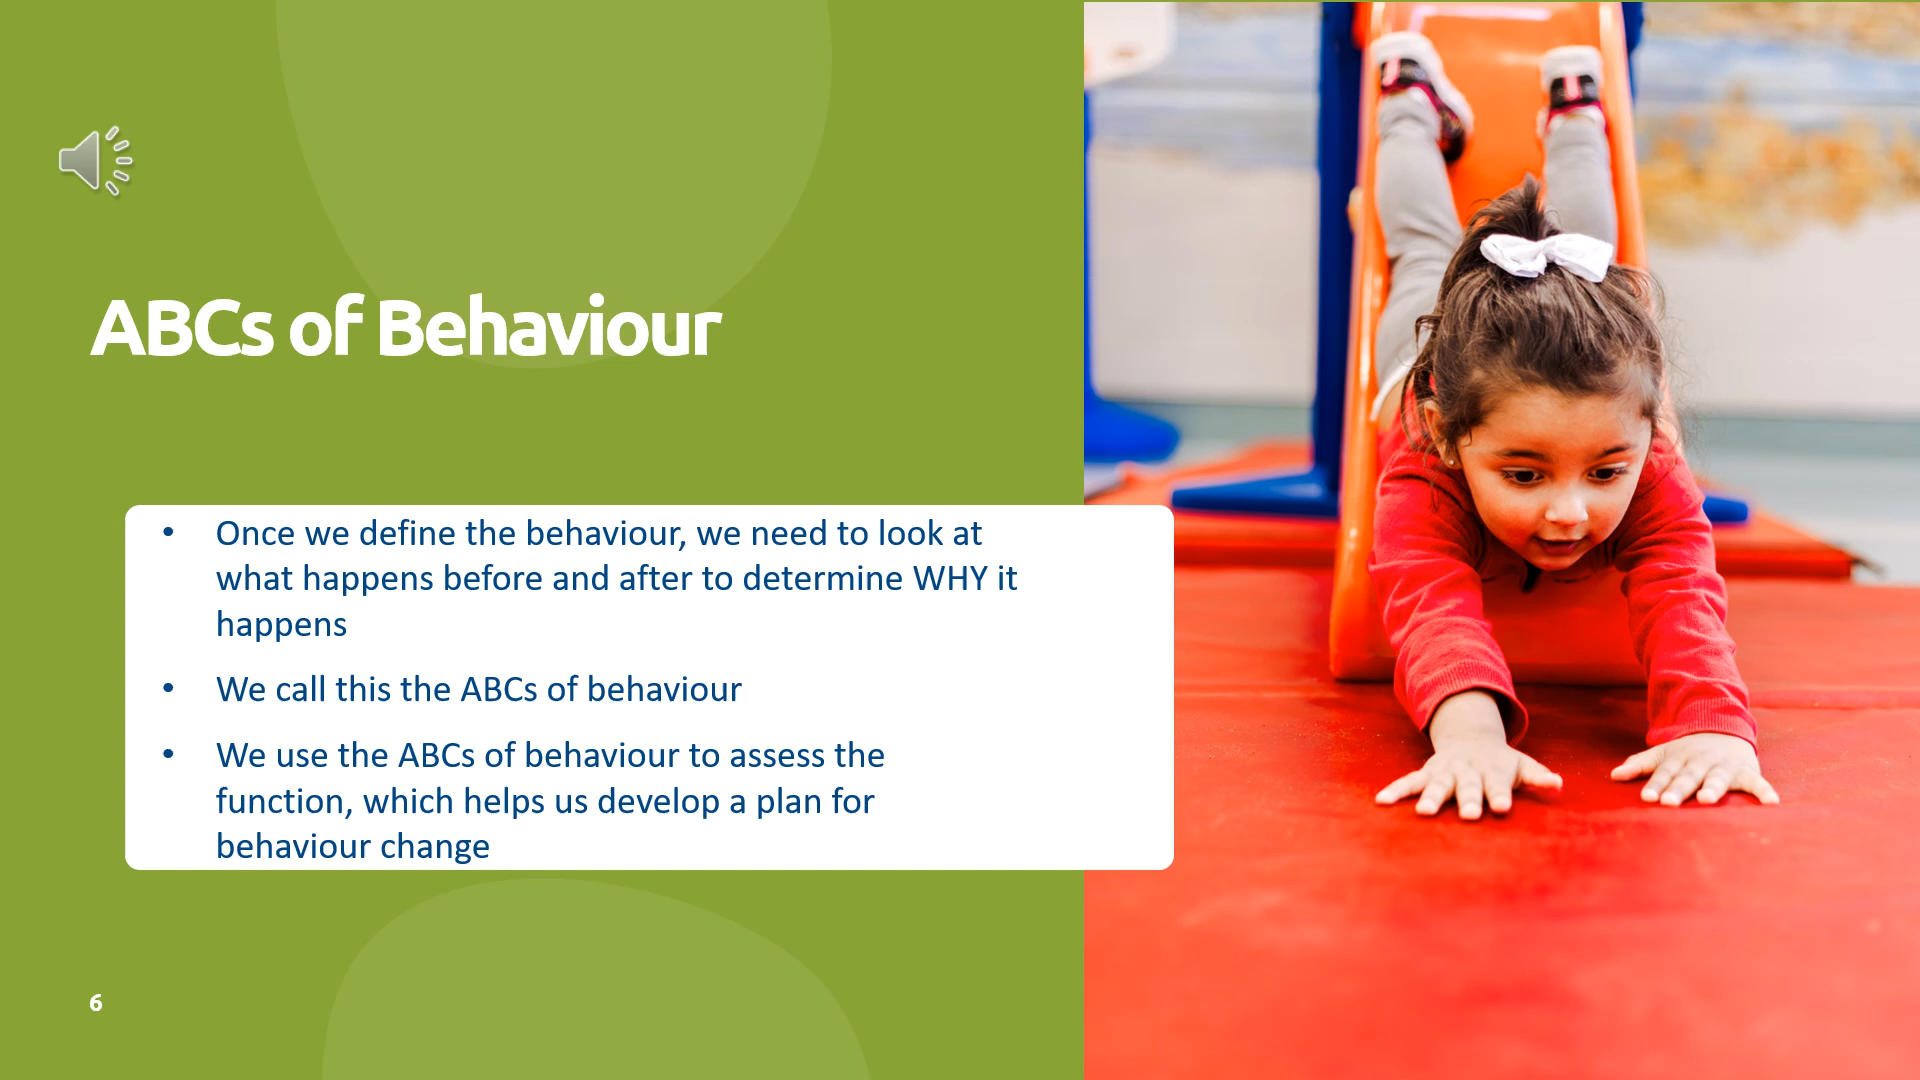 ABCs of Behaviour
• Once we define the behaviour, we need to look at
what happens before and after to determine WHY it
happens
• We call this the ABCs of behaviour
• We use the ABCs of behaviour to assess the
function, which helps us develop a plan for
behaviour change
6